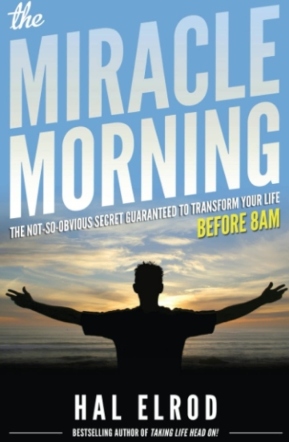 the
MIRACLE
MORNING
THE NOT-SO-OBVIOUS SECRET GUARANTEED TO TRANSFORM YOUR LIFE
BEFORE 8AM
HAL ELROD
BESTSELLING AUTHOR OF TAKING LIFE HEAD ON!